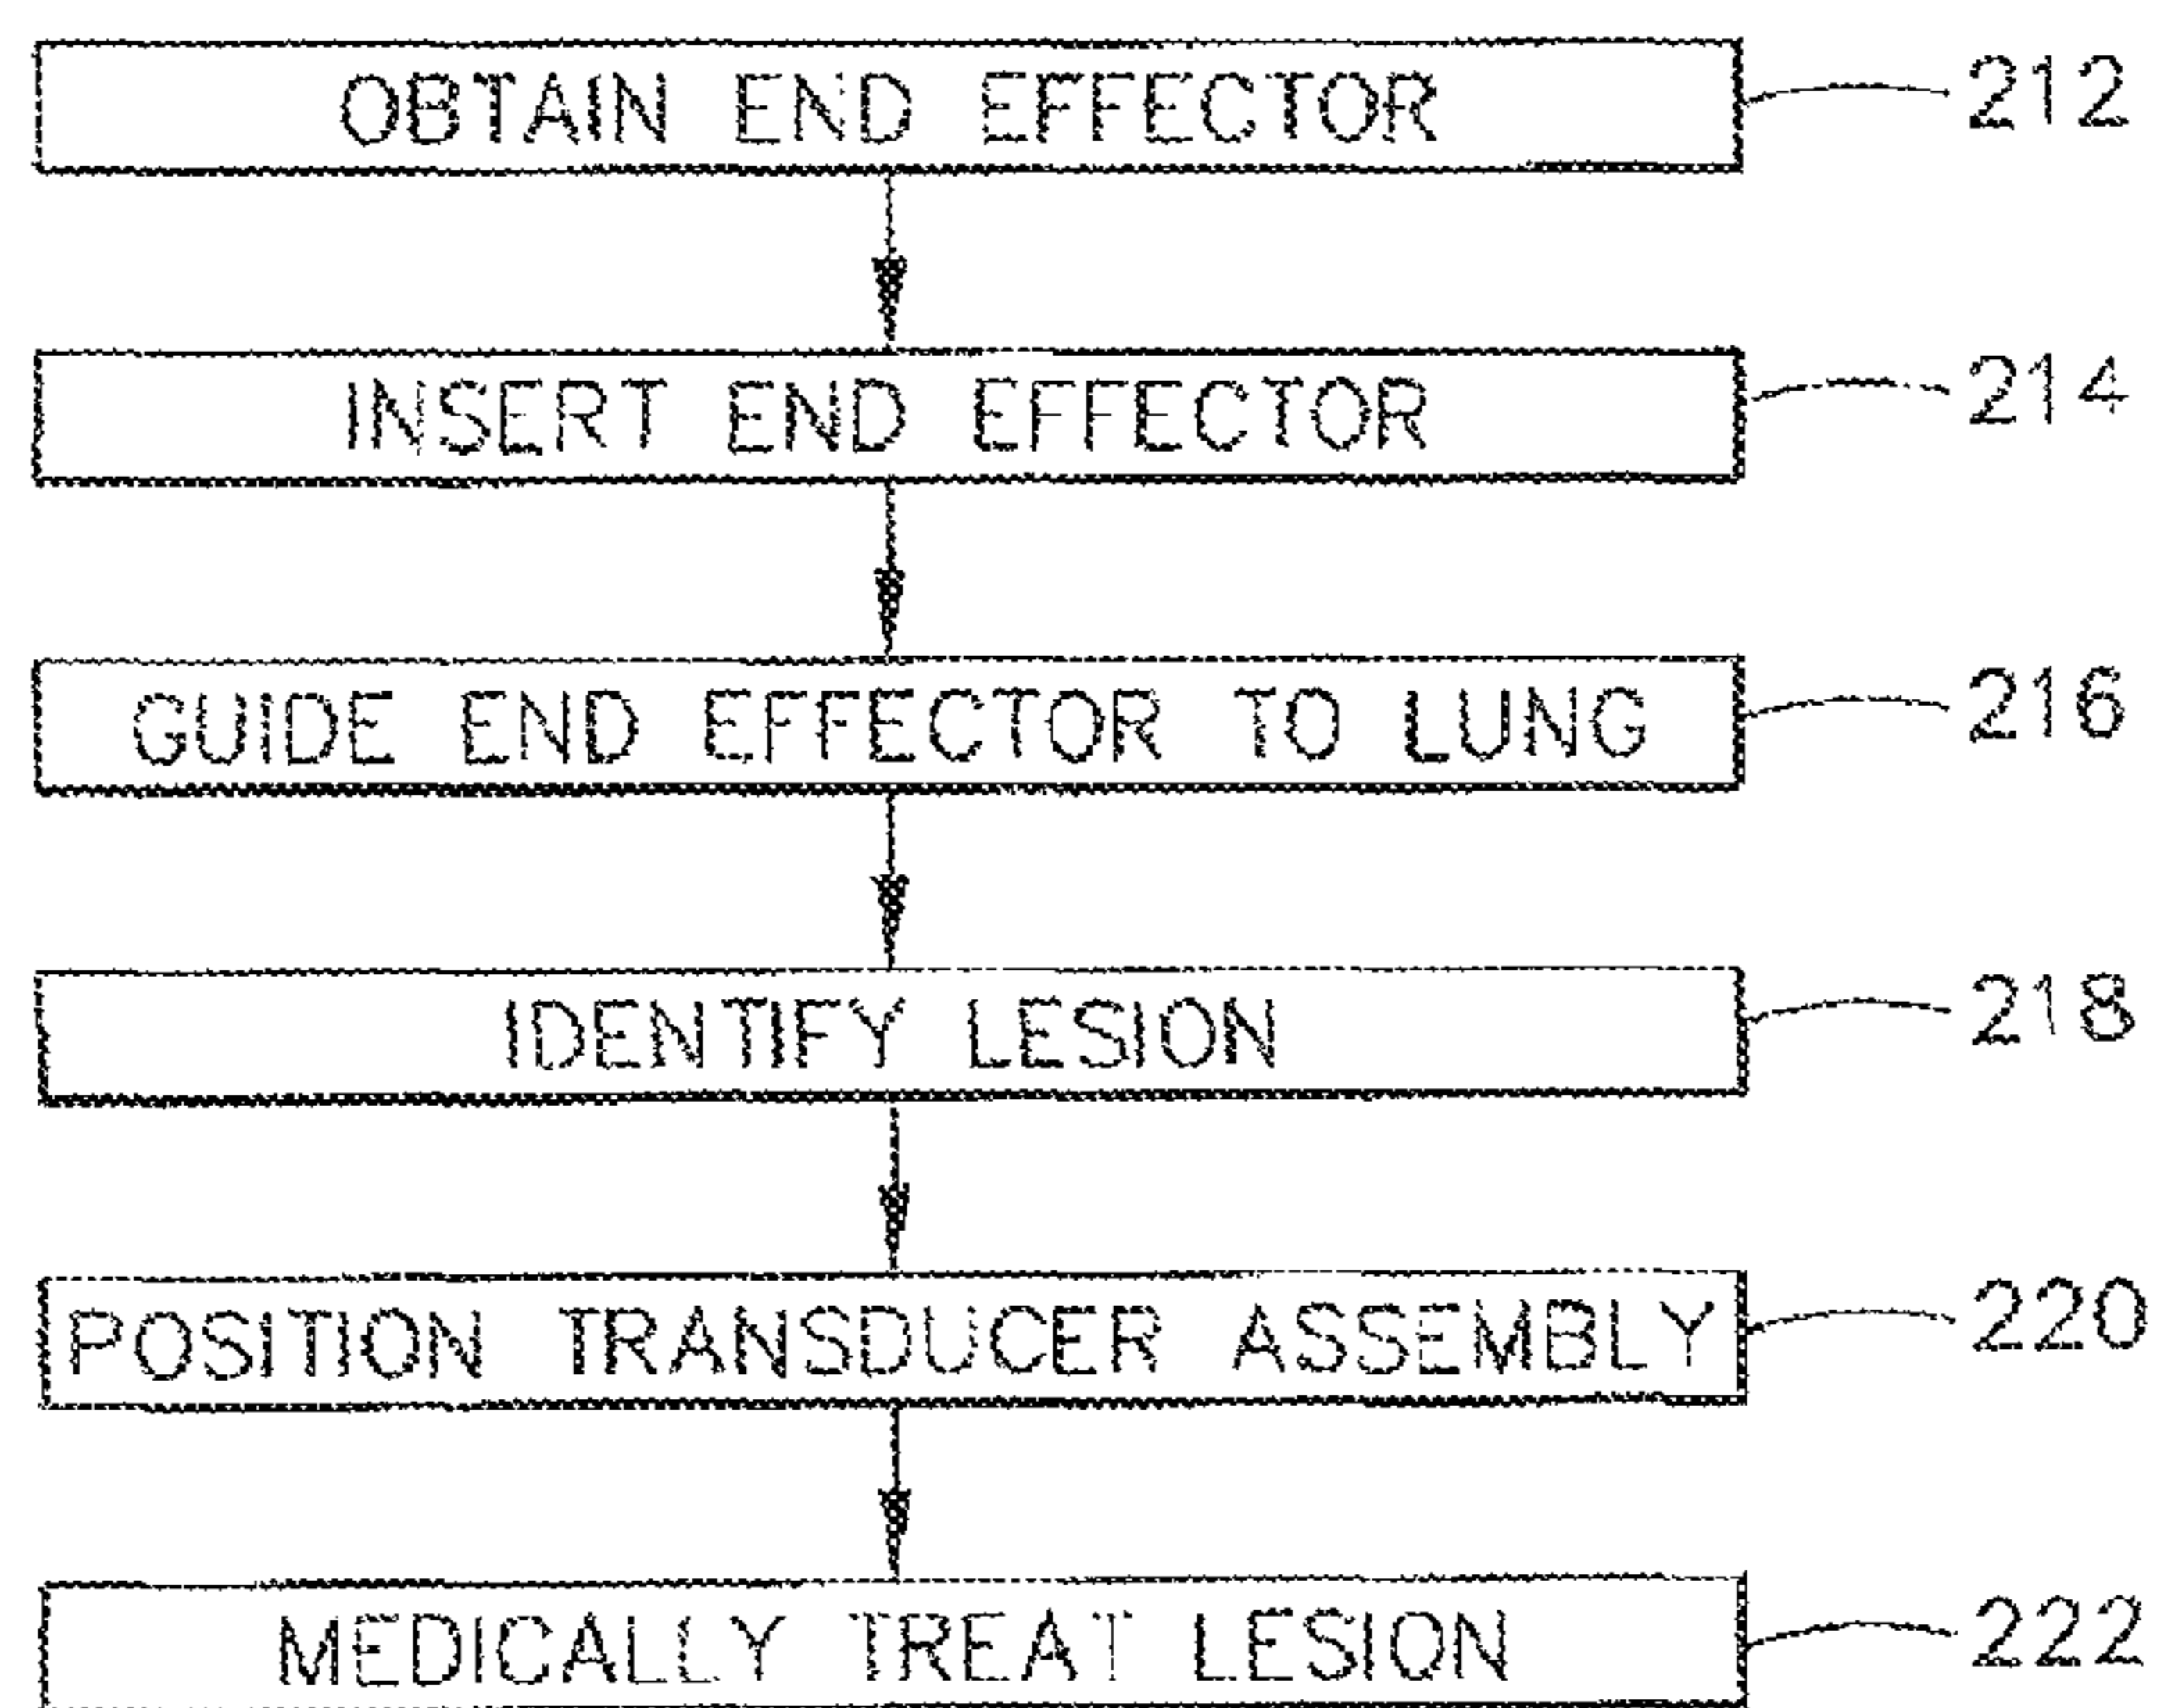 OBTAIN END EFFECTOR 212
INSERT END EFFECTOR 214
GUIDE END EFFECTOR TO LUNG 216
IDENTIFY LESION 218
POSITION TRANSDUCER ASSEMBLY 220
MEDICALLY TREAT LESION 222